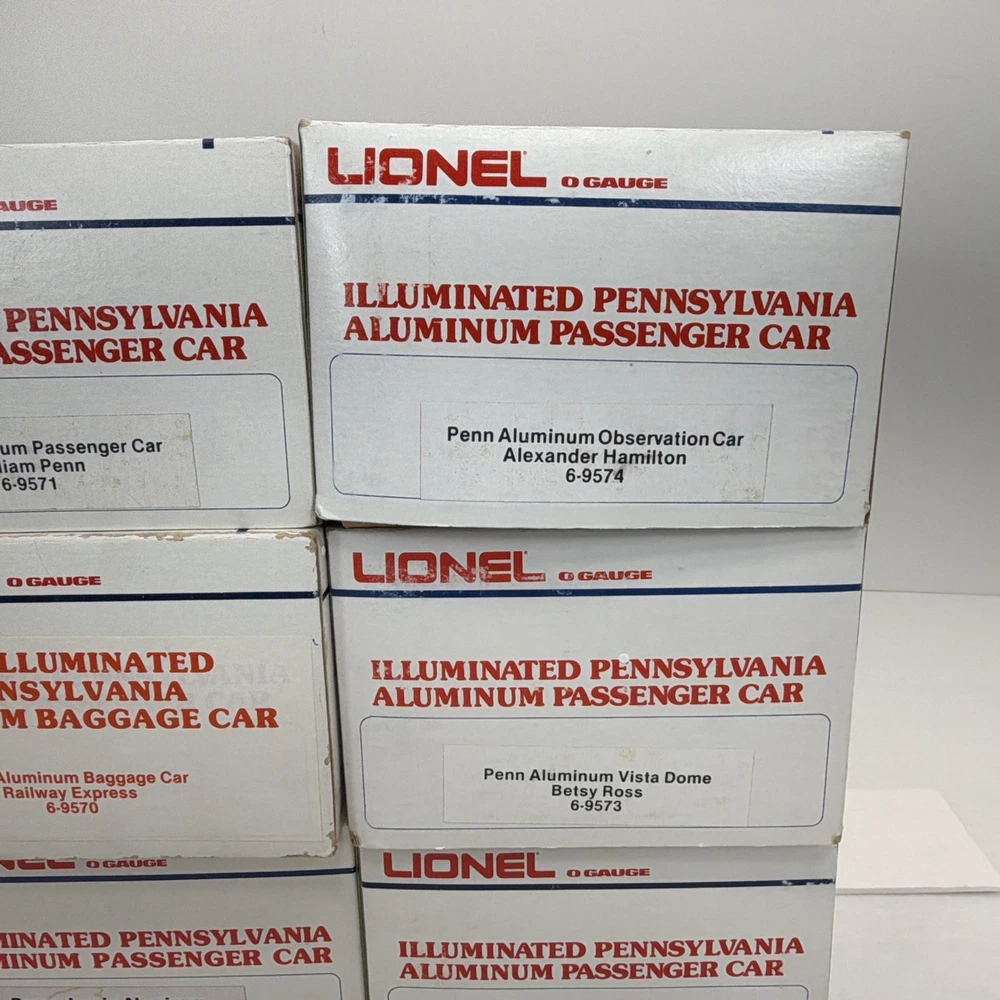 AUGE
PENNSYLVANIA
ASSENGER CAR
um Passenger Car
liam Penn
6-9571
LIONEL O GAUGE
ILLUMINATED PENNSYLVANIA
ALUMINUM PASSENGER CAR
Penn Aluminum Observation Car
Alexander Hamilton
6-9574
O GAUGE
LLUMINATED
NSYLVANIA
M BAGGAGE CAR
Aluminum Baggage Car
Railway Express
6-9570
LIONEL O GAUGE
ILLUMINATED PENNSYLVANIA
ALUMINUM PASSENGER CAR
Penn Aluminum Vista Dome
Betsy Ross
6-9573
O GAUGE
MINATED PENNSYLVANIA
MINUM PASSENGER CAR
LIONEL O GAUGE
ILLUMINATED PENNSYLVANIA
ALUMINUM PASSENGER CAR